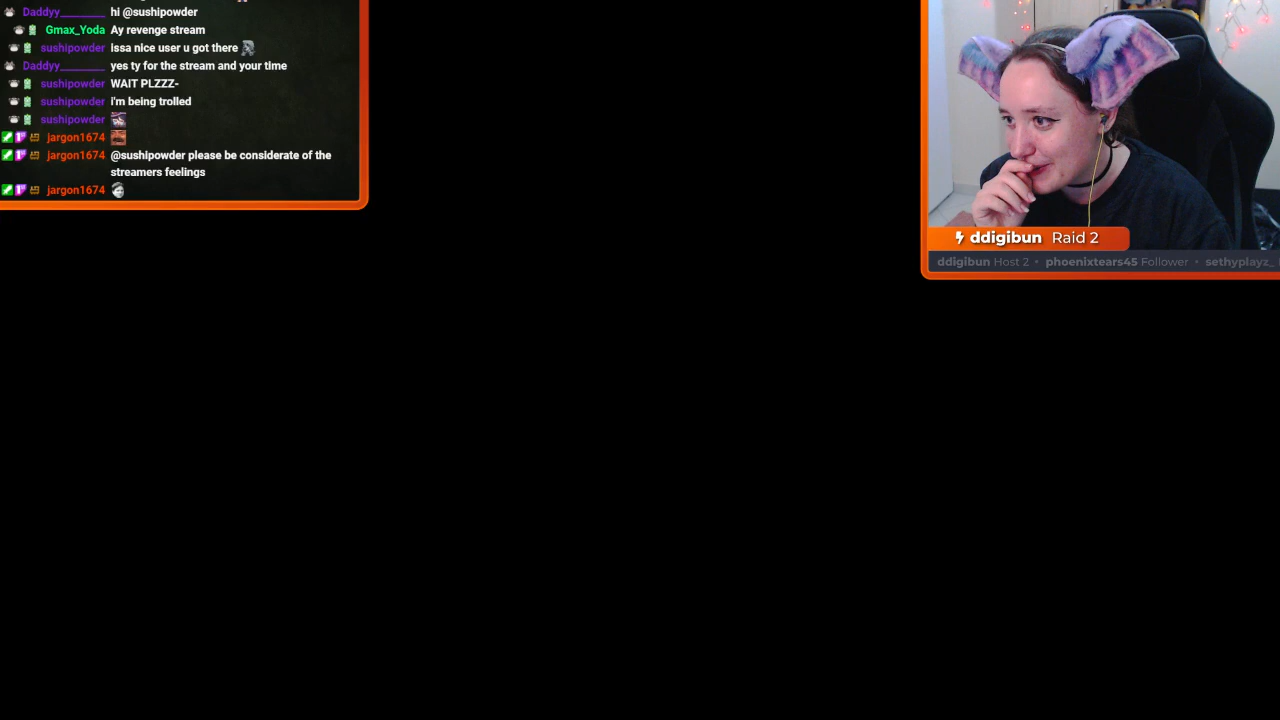 Daddyy________ hi @sushipowder
Gmax_Yoda Ay revenge stream
sushipowder issa nice user u got there
Daddyy________ yes ty for the stream and your time
sushipowder WAIT PLZZZ-
sushipowder i'm being trolled
sushipowder
jargon1674
jargon1674 @sushipowder please be considerate of the
streamers feelings
jargon1674
ddigibun Raid 2
ddigibun Host 2 • phoenixtears45 Follower • sethyplayz_